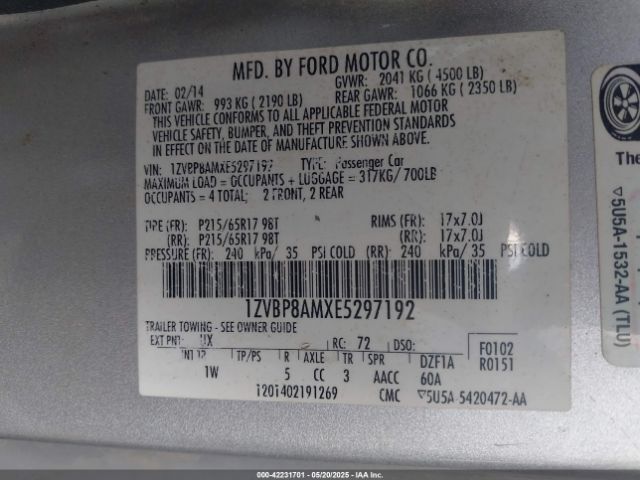 MFD. BY FORD MOTOR CO.
DATE: 02/14 GVWR: 2041 KG ( 4500 LB)
FRONT GAWR: 993 KG ( 2190 LB) REAR GAWR: 1066 KG ( 2350 LB)
THIS VEHICLE CONFORMS TO ALL APPLICABLE FEDERAL MOTOR
VEHICLE SAFETY, BUMPER, AND THEFT PREVENTION STANDARDS
IN EFFECT ON THE DATE OF MANUFACTURE SHOWN ABOVE.
VIN: 1ZVBP8AMXE5297192 TYPE: Passenger Car
MAXIMUM LOAD = OCCUPANTS + LUGGAGE = 317KG/ 700LB
OCCUPANTS = 4 TOTAL; 2 FRONT, 2 REAR
TIRE (FR): P215/65R17 98T RIMS (FR): 17x7.0J
(RR): P215/65R17 98T (RR): 17x7.0J
PRESSURE (FR): 240 kPa/ 35 PSI COLD (RR): 240 kPa/ 35 PSI COLD
1ZVBP8AMXE5297192
TRAILER TOWING - SEE OWNER GUIDE
EXT PNT: UX RC: 72 DSO:
INT TR TP/PS R AXLE TR SPR DZF1A
1W 5 CC 3 AACC 60A
F0102
R0151
CMC ▽5U5A-5420472-AA
The
▽5U5A-1532-AA (TLU)
00-42231701 - 05/20/2025 - IAAI.COM